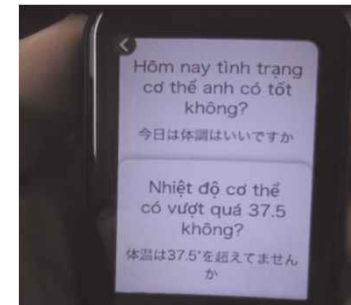 Hôm nay tình trạng
cơ thể anh có tốt
không?
今日は体調はいいですか
Nhiệt độ cơ thể
có vượt quá 37.5
không?
体温は37.5°を超えてません
か